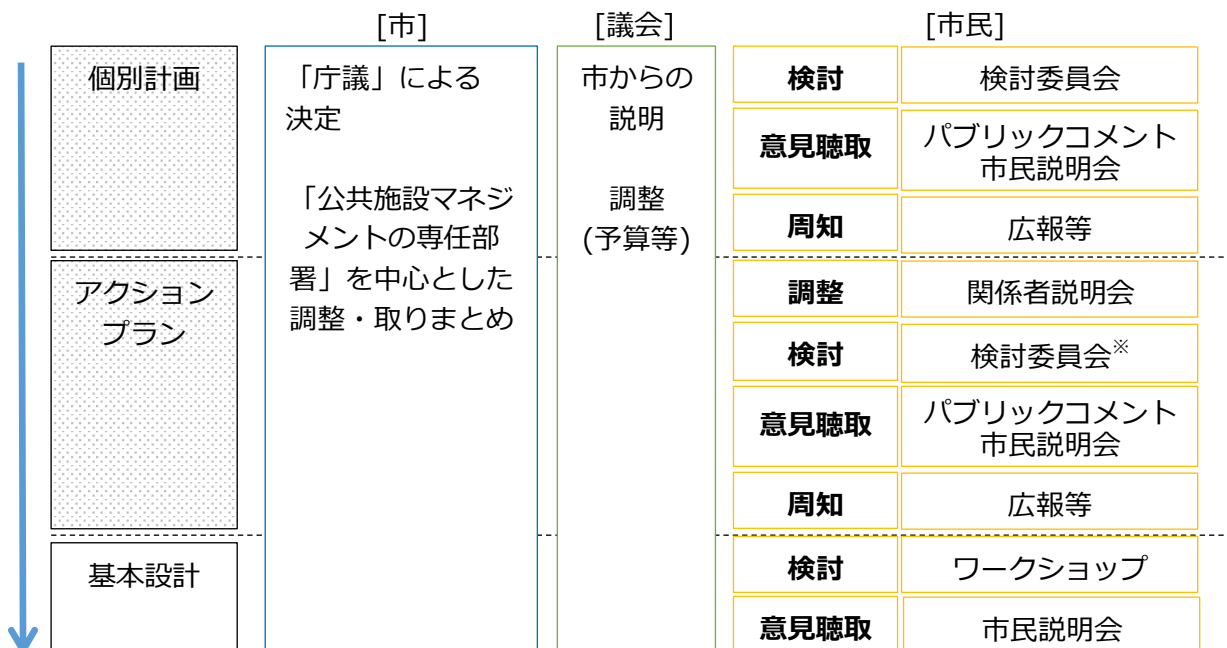 [市]
[議会]
[市民]
個別計画
「庁議」による
決定
「公共施設マネジ
メントの専任部
署」を中心とした
調整・取りまとめ
市からの
説明
調整
(予算等)
検討
検討委員会
意見聴取
パブリックコメント
市民説明会
周知
広報等
アクション
プラン
調整
関係者説明会
検討
検討委員会※
意見聴取
パブリックコメント
市民説明会
周知
広報等
基本設計
検討
ワークショップ
意見聴取
市民説明会